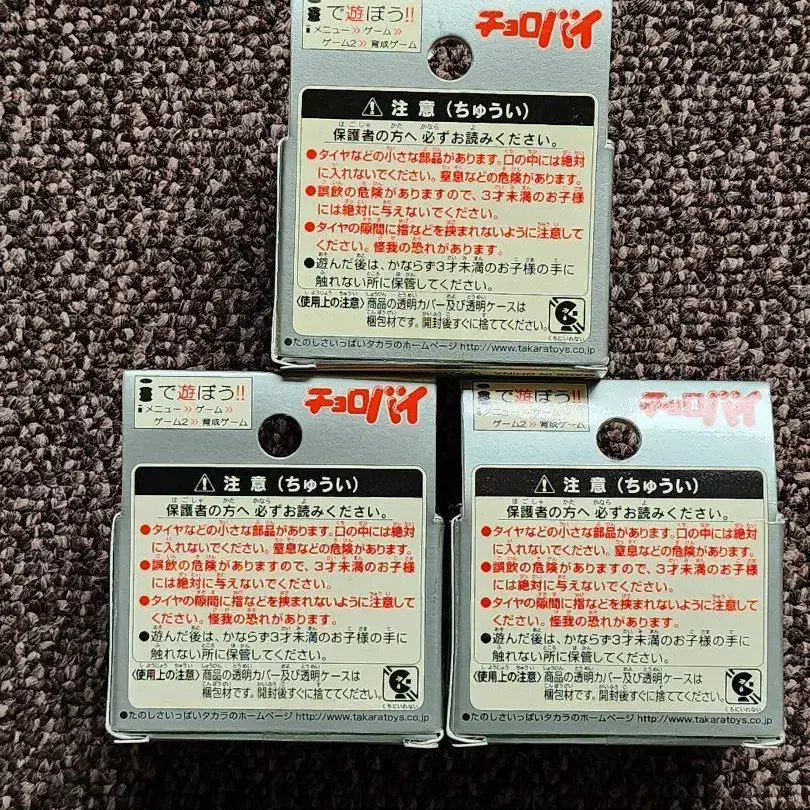 で遊ぼう!!
iメニュー≫ゲーム≫
ゲーム2≫育成ゲーム
チョロバイ
注意（ちゅうい）
保護者の方へ 必ずお読みください。
●タイヤなどの小さな部品があります。口の中には絶対
に入れないでください。窒息などの危険があります。
●誤飲の危険がありますので、3才未満のお子様
には絶対に与えないでください。
●タイヤの隙間に指などを挟まれないように注意して
ください。怪我の恐れがあります。
●遊んだ後は、かならず3才未満のお子様の手に
触れない所に保管してください。
〈使用上の注意〉商品の透明カバー及び透明ケースは
梱包材です。開封後すぐに捨ててください。
くちにいれない
●たのしさいっぱいタカラのホームページ http://www.takaratoys.co.jp
で遊ぼう!!
iメニュー≫ゲーム≫
ゲーム2≫育成ゲーム
チョロバイ
注意（ちゅうい）
保護者の方へ 必ずお読みください。
●タイヤなどの小さな部品があります。口の中には絶対
に入れないでください。窒息などの危険があります。
●誤飲の危険がありますので、3才未満のお子様
には絶対に与えないでください。
●タイヤの隙間に指などを挟まれないように注意して
ください。怪我の恐れがあります。
●遊んだ後は、かならず3才未満のお子様の手に
触れない所に保管してください。
〈使用上の注意〉商品の透明カバー及び透明ケースは
梱包材です。開封後すぐに捨ててください。
くちにいれない
●たのしさいっぱいタカラのホームページ http://www.takaratoys.co.jp
で遊ぼう!!
iメニュー≫ゲーム≫
ゲーム2≫育成ゲーム
チョロバイ
注意（ちゅうい）
保護者の方へ 必ずお読みください。
●タイヤなどの小さな部品があります。口の中には絶対
に入れないでください。窒息などの危険があります。
●誤飲の危険がありますので、3才未満のお子様
には絶対に与えないでください。
●タイヤの隙間に指などを挟まれないように注意して
ください。怪我の恐れがあります。
●遊んだ後は、かならず3才未満のお子様の手に
触れない所に保管してください。
〈使用上の注意〉商品の透明カバー及び透明ケースは
梱包材です。開封後すぐに捨ててください。
くちにいれない
●たのしさいっぱいタカラのホームページ http://www.takaratoys.co.jp